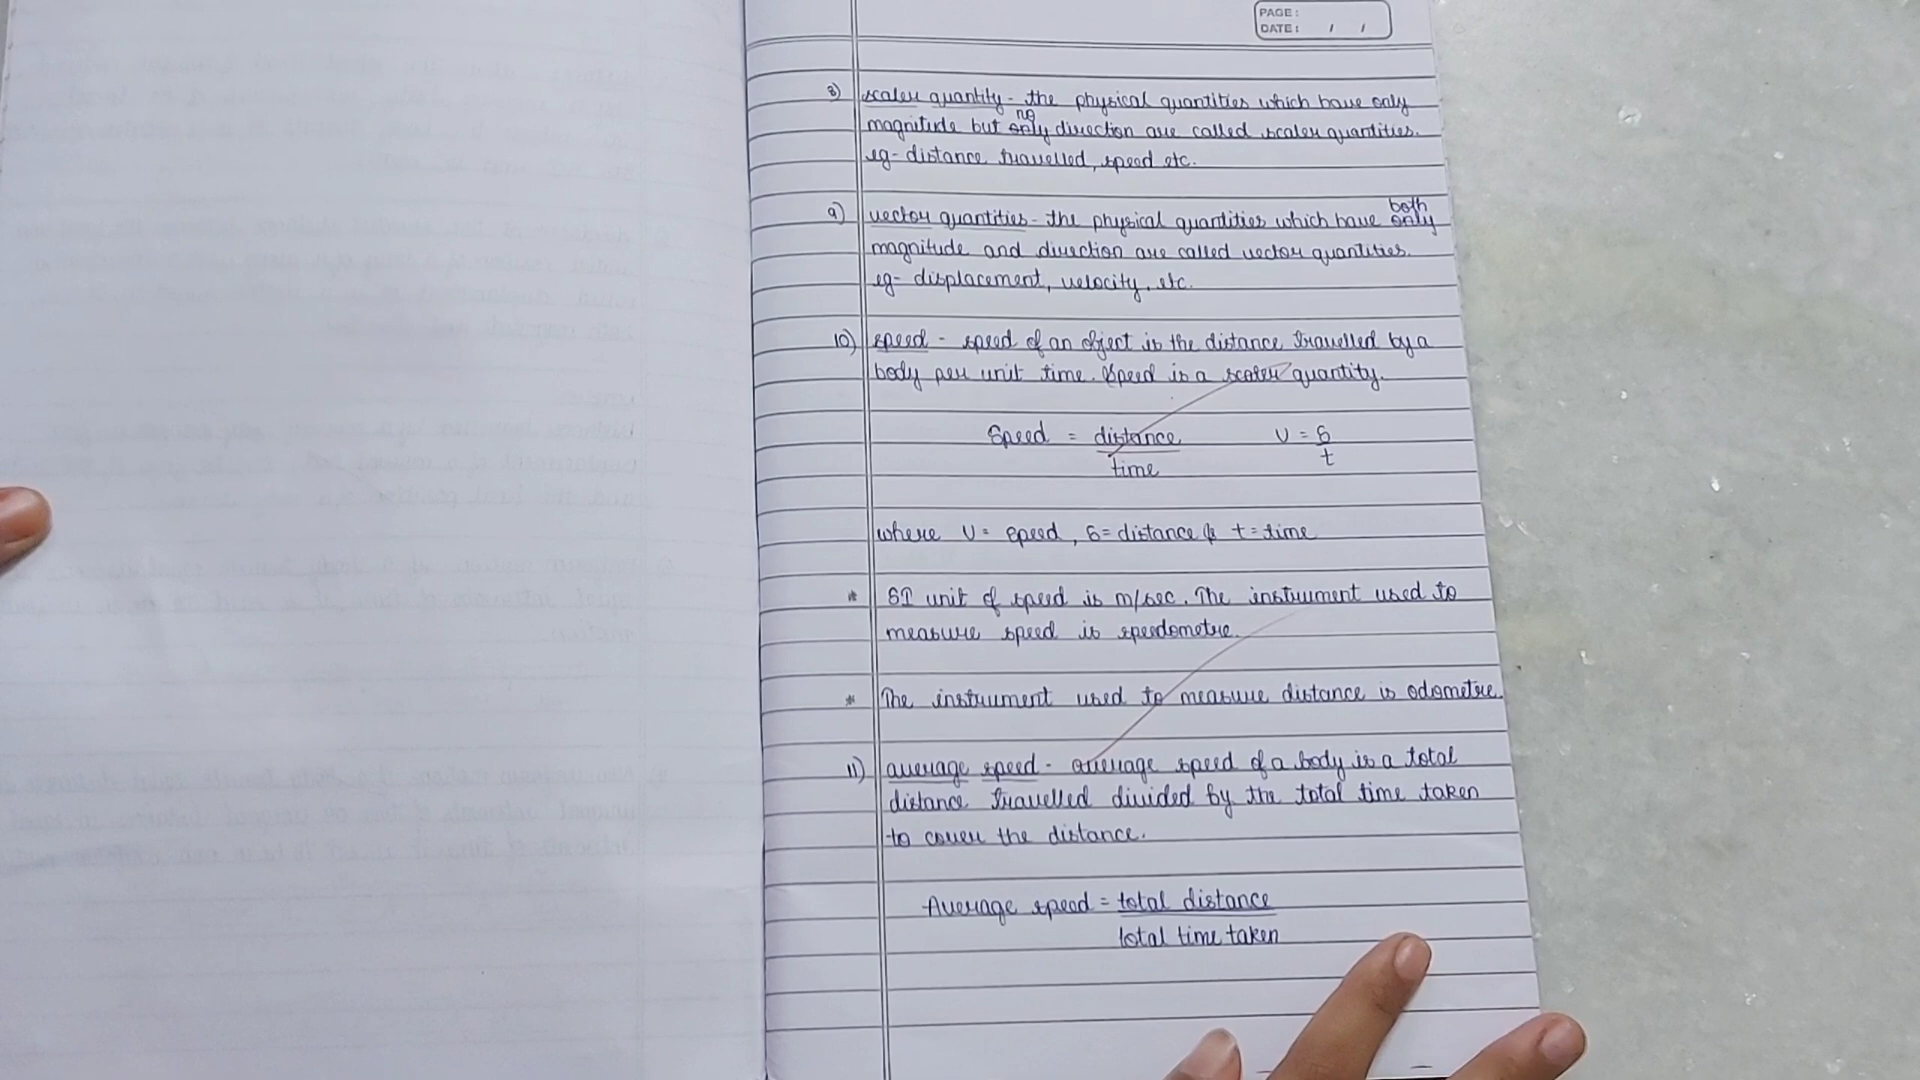 PAGE:
DATE: / /
8) scaler quantity - the physical quantities which have only
no
magnitude but only direction are called scaler quantities.
eg- distance travelled, speed etc.
both
9) vector quantities - the physical quantities which have only
magnitude and direction are called vector quantities.
eg- displacement, velocity, etc.
10) speed - speed of an object is the distance travelled by a
body per unit time. Speed is a scaler quantity.
Speed = distance V = S
time t
where V = speed, S = distance & t = time
* SI unit of speed is m/sec. The instrument used to
measure speed is speedometre.
* The instrument used to measure distance is odometre.
11) average speed - average speed of a body is a total
distance travelled divided by the total time taken
to cover the distance.
Average speed = total distance
total time taken